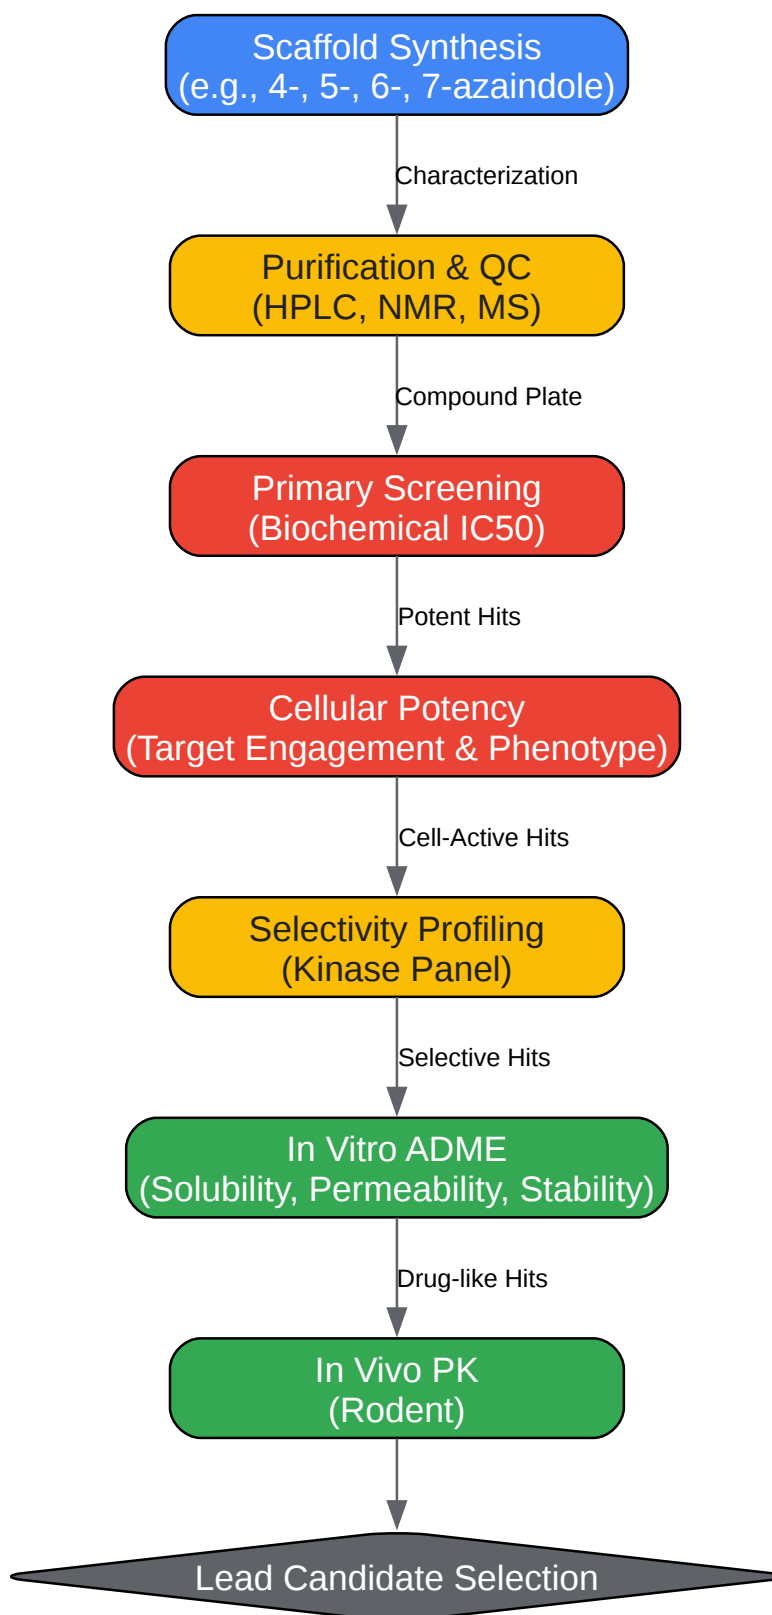 Scaffold Synthesis
(e.g., 4-, 5-, 6-, 7-azaindole)
Characterization
Purification & QC
(HPLC, NMR, MS)
Compound Plate
Primary Screening
(Biochemical IC50)
Potent Hits
Cellular Potency
(Target Engagement & Phenotype)
Cell-Active Hits
Selectivity Profiling
(Kinase Panel)
Selective Hits
In Vitro ADME
(Solubility, Permeability, Stability)
Drug-like Hits
In Vivo PK
(Rodent)
Lead Candidate Selection